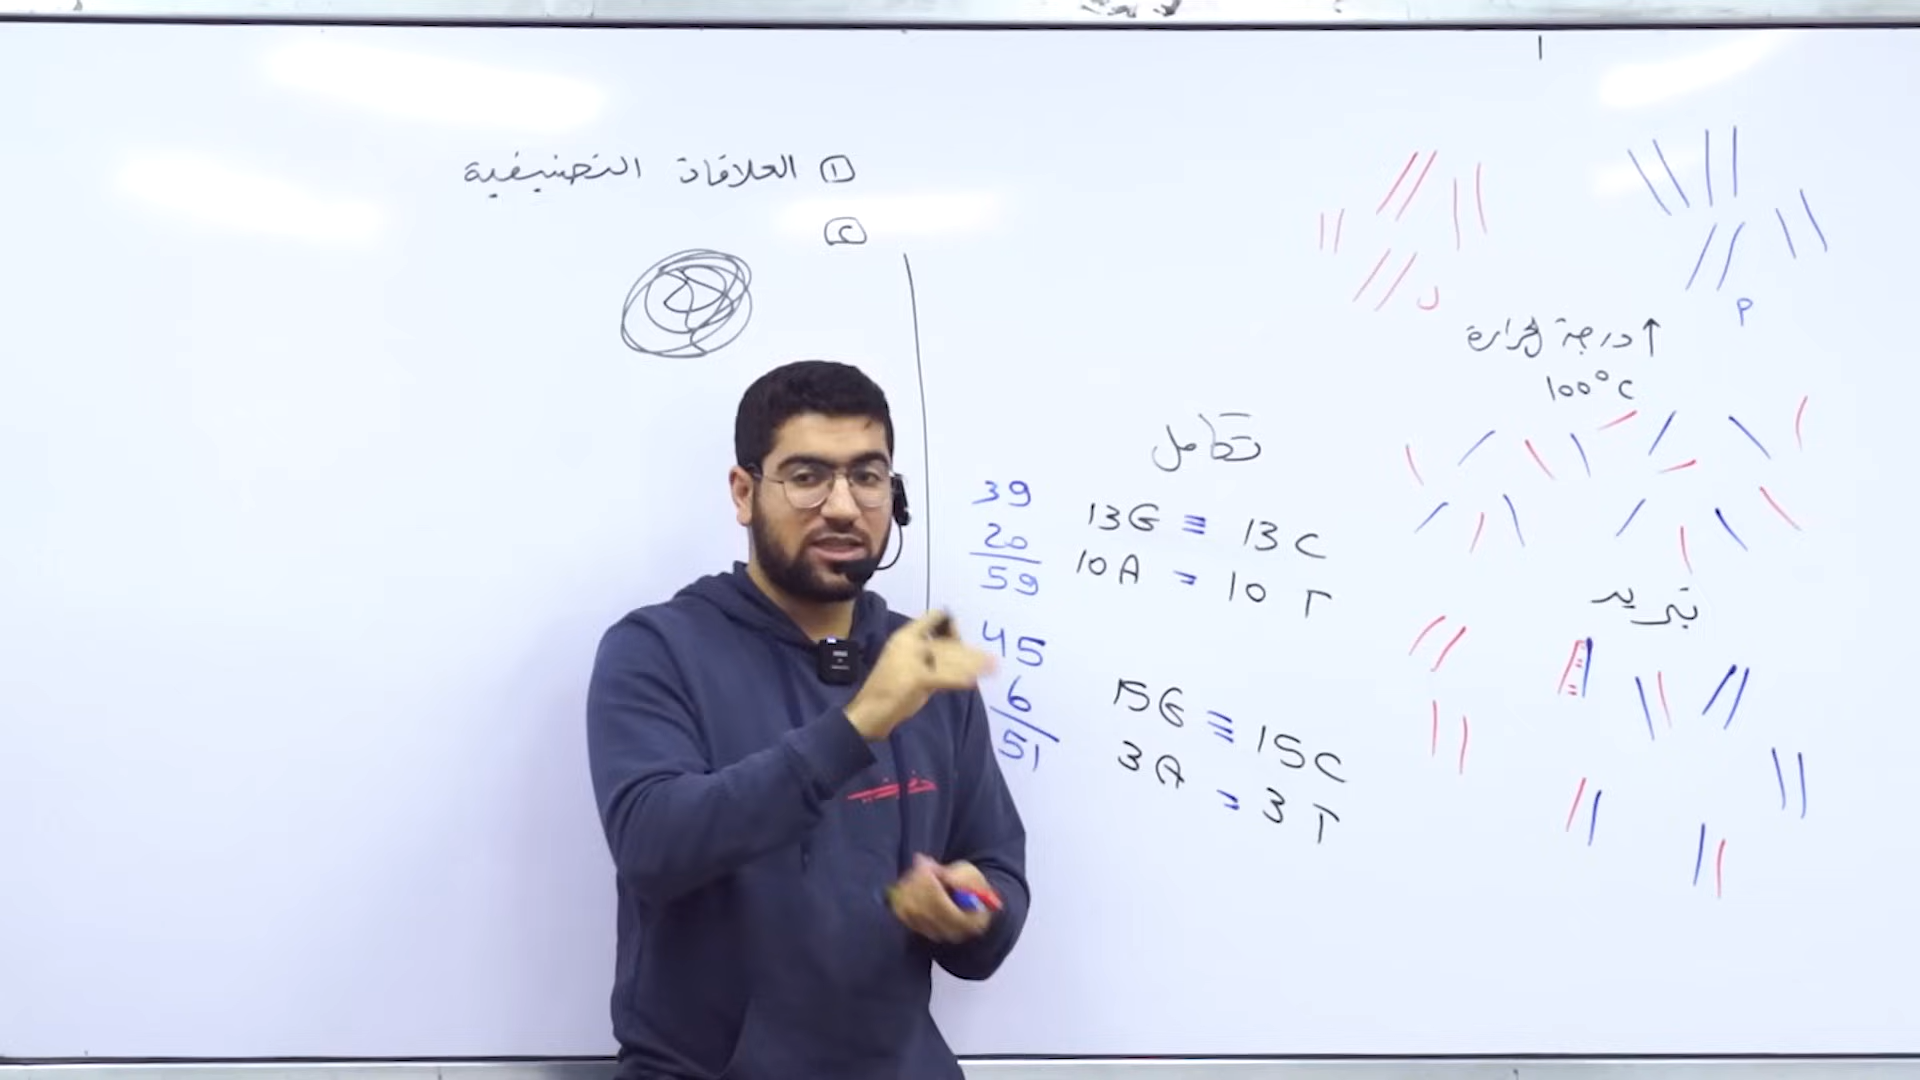 ① العلاقات التصنيفية
②
P
↑ درجة الحرارة
100°C
تبريد
تكامل
39
20
59
13G ≡ 13C
10A = 10T
45
6
51
15G ≡ 15C
3A = 3T